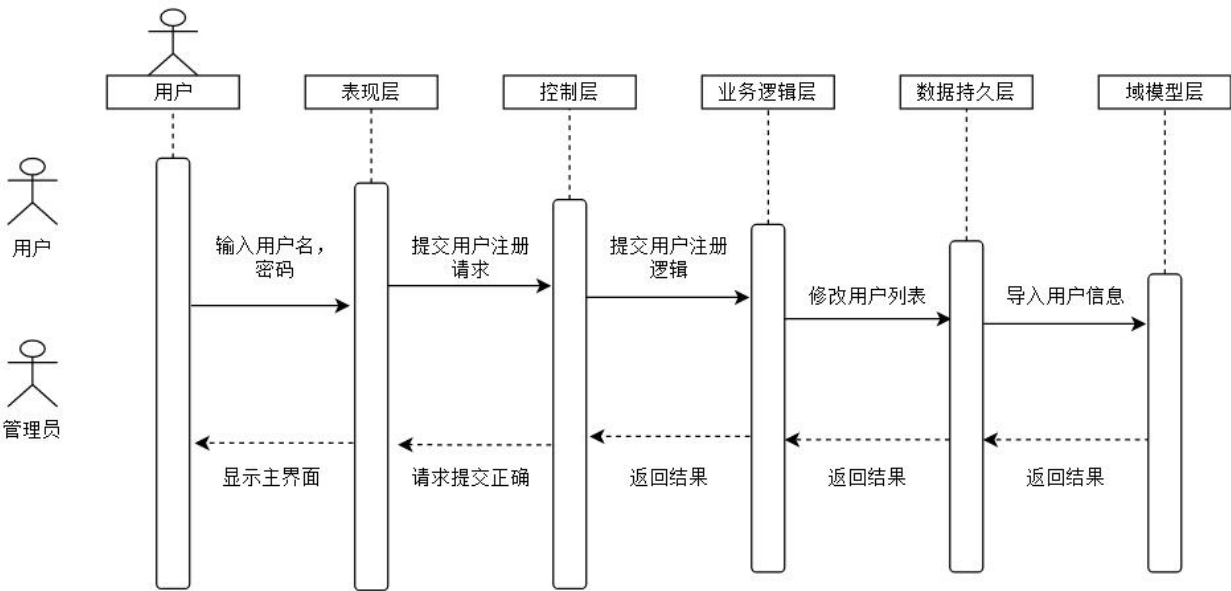 用户
表现层
控制层
业务逻辑层
数据持久层
域模型层
用户
输入用户名，
密码
提交用户注册
请求
提交用户注册
逻辑
修改用户列表
导入用户信息
管理员
显示主界面
请求提交正确
返回结果
返回结果
返回结果